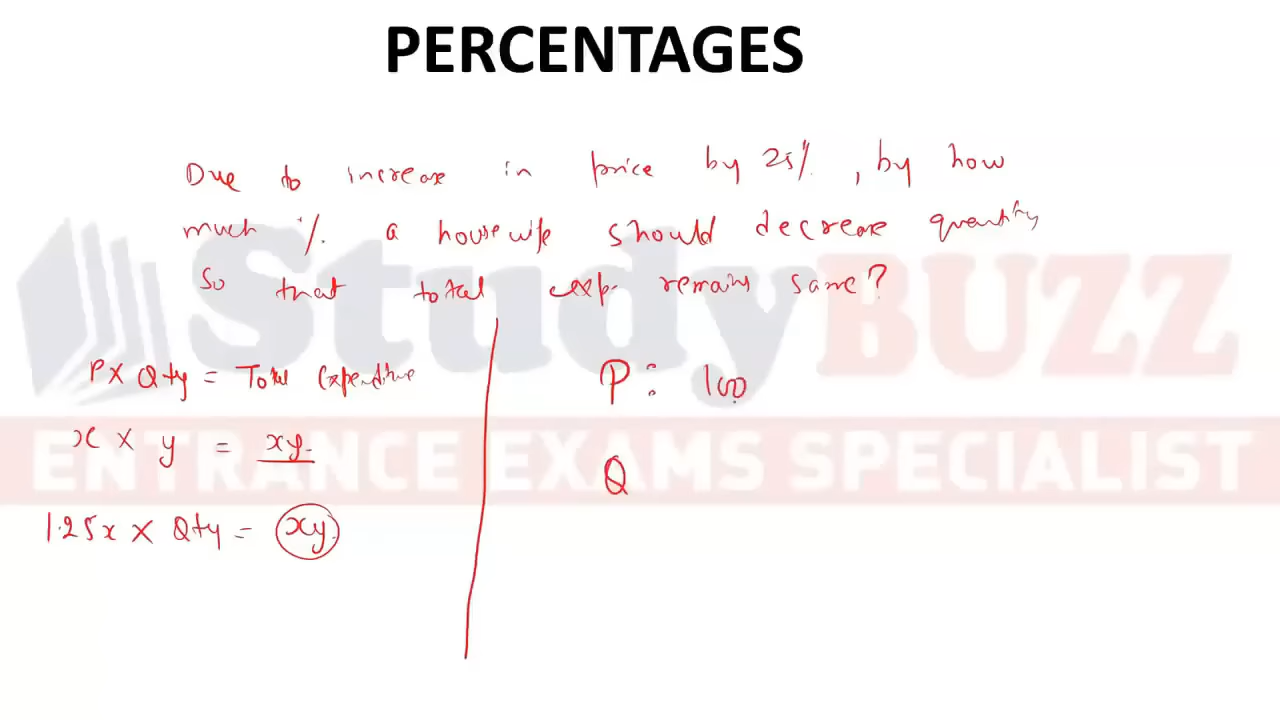 PERCENTAGES
Due to increase in price by 25% , by how
much % a housewife should decrease quantity
So that total exp. remains same?
P X Qty = Total Expenditure
x X y = xy.
1.25x X Qty = xy.
P : 100
Q
StudyBUZZ
ENTRANCE EXAMS SPECIALIST